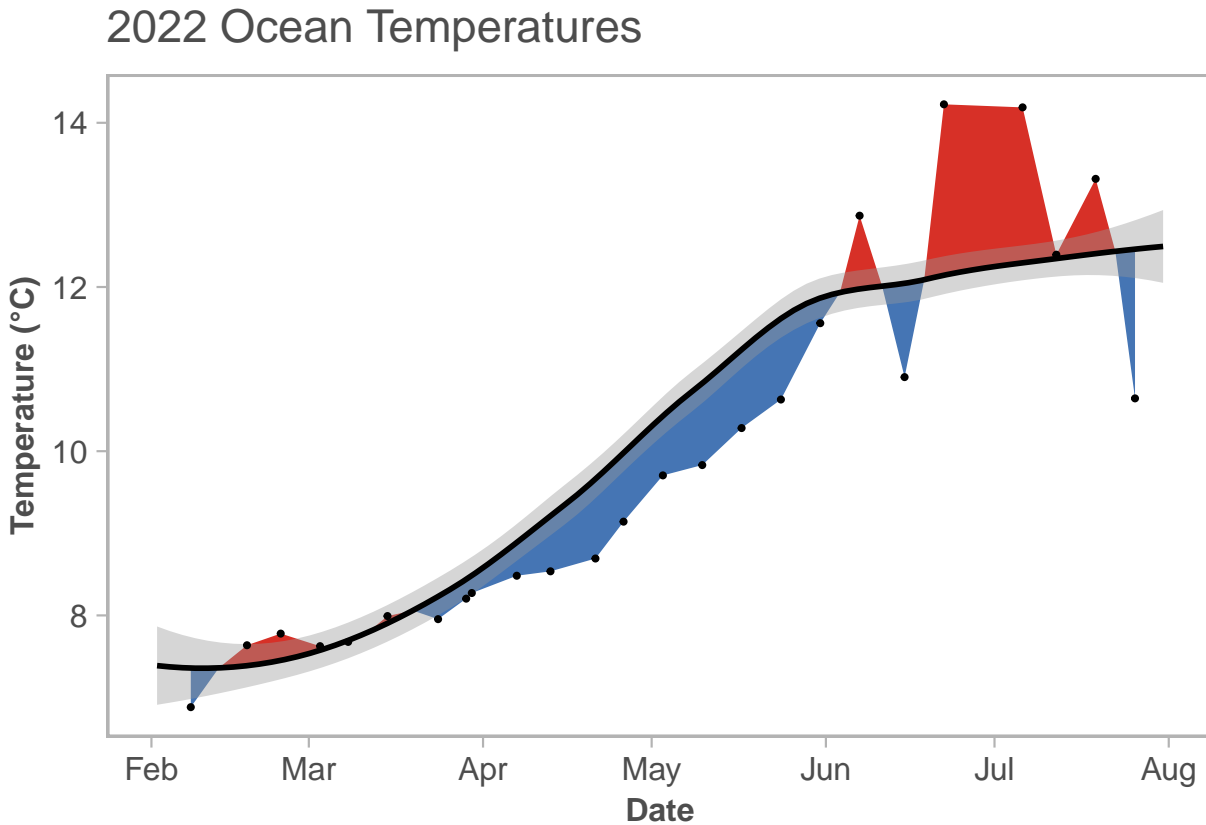 2022 Ocean Temperatures
14
12
10
8
Temperature (°C)
Feb Mar Apr May Jun Jul Aug
Date